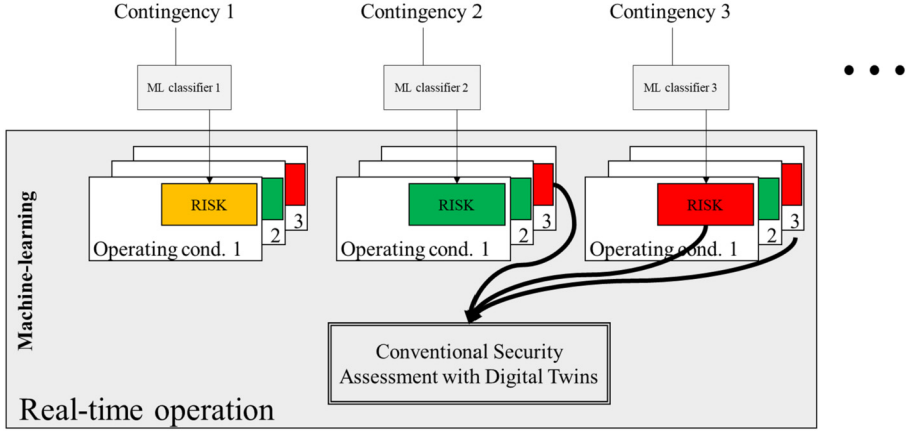 Contingency 1
Contingency 2
Contingency 3
ML classifier 1
ML classifier 2
ML classifier 3
• • •
RISK
3
2
Operating cond. 1
RISK
3
2
Operating cond. 1
RISK
3
2
Operating cond. 1
Machine-learning
Conventional Security
Assessment with Digital Twins
Real-time operation